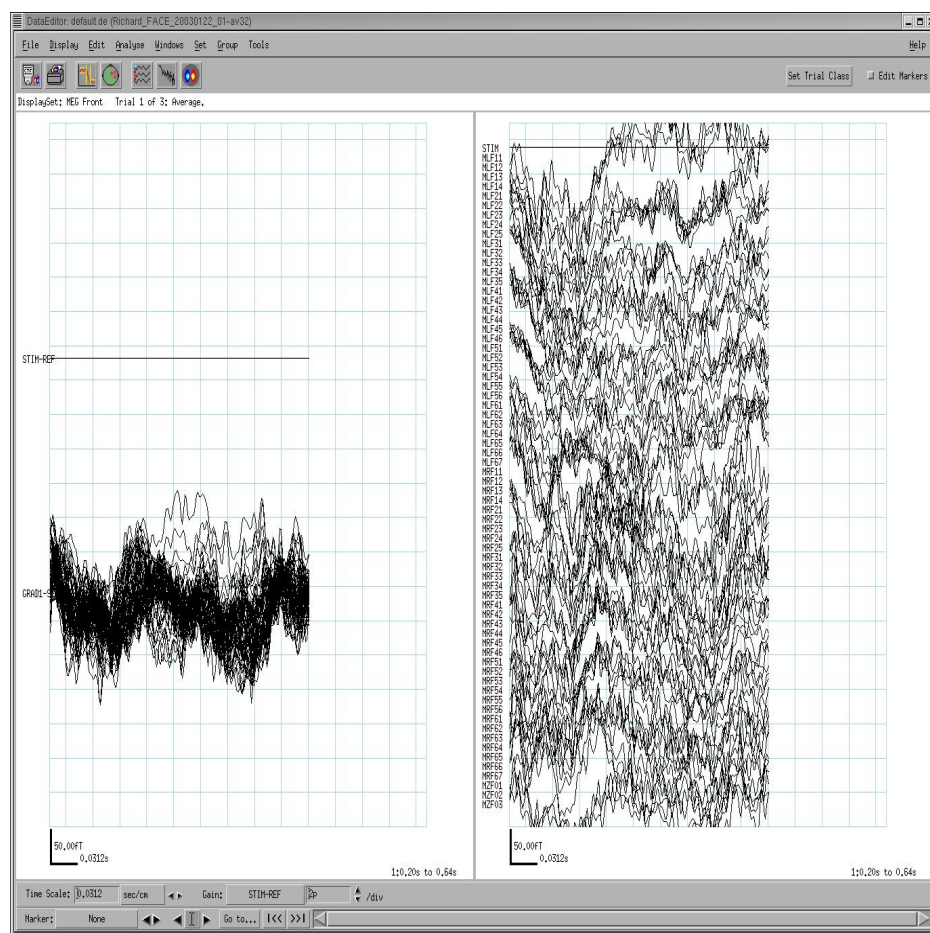 DataEditor: default.de (Richard_FACE_20030122_01-av32)
File Display Edit Analyse Windows Set Group Tools Help
Set Trial Class Edit Markers
DisplaySet: MEG Front Trial 1 of 3: Average.
STIM-REF
GRAD1-S
50.00fT
0.0312s
1:0.20s to 0.64s
STIM
MLF11
MLF12
MLF13
MLF14
MLF21
MLF22
MLF23
MLF24
MLF25
MLF31
MLF32
MLF33
MLF34
MLF35
MLF41
MLF42
MLF43
MLF44
MLF45
MLF46
MLF51
MLF52
MLF53
MLF54
MLF55
MLF56
MLF61
MLF62
MLF63
MLF64
MLF65
MLF66
MLF67
MRF11
MRF12
MRF13
MRF14
MRF21
MRF22
MRF23
MRF24
MRF25
MRF31
MRF32
MRF33
MRF34
MRF35
MRF41
MRF42
MRF43
MRF44
MRF45
MRF46
MRF51
MRF52
MRF53
MRF54
MRF55
MRF56
MRF61
MRF62
MRF63
MRF64
MRF65
MRF66
MRF67
MZF01
MZF02
MZF03
50.00fT
0.0312s
1:0.20s to 0.64s
Time Scale: 0.0312 sec/cm Gain: STIM-REF 2p /div
Marker: None Go to... I<< >>I